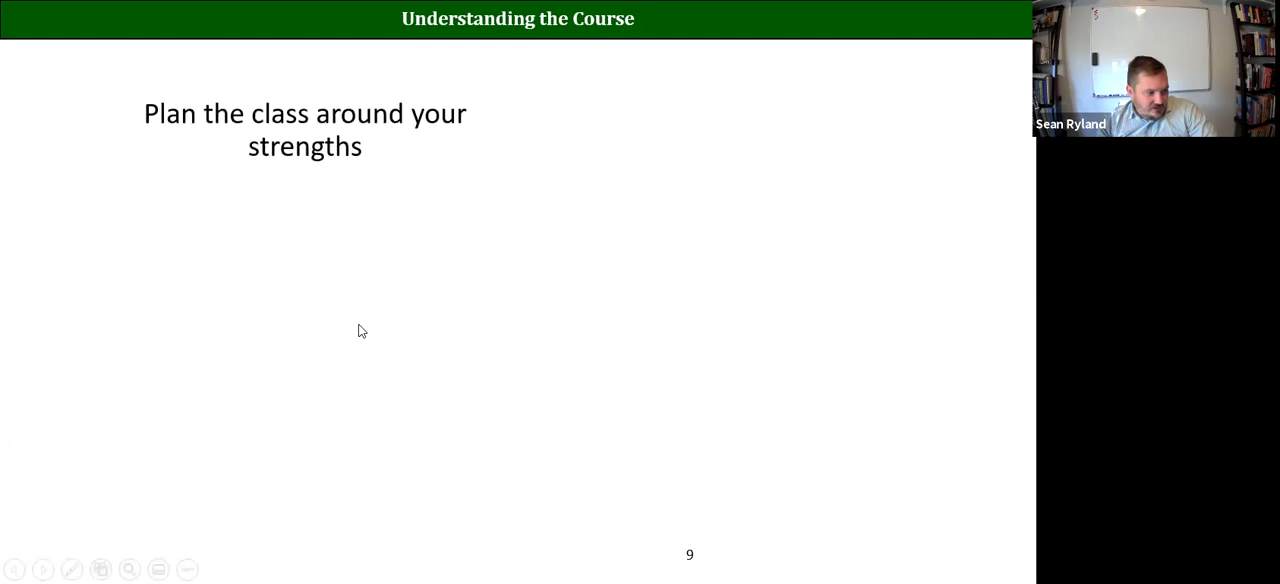 Understanding the Course
Plan the class around your
strengths
Sean Ryland
9